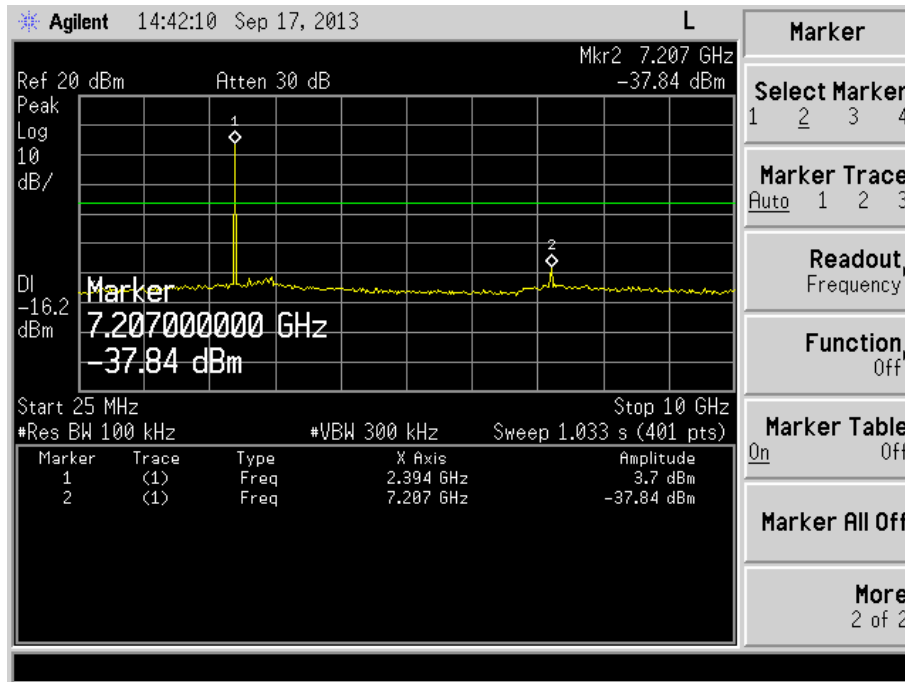 Agilent 14:42:10 Sep 17, 2013 L
Mkr2 7.207 GHz
Ref 20 dBm Atten 30 dB -37.84 dBm
Peak
Log
10
dB/
1
2
DI
-16.2
dBm
Marker
7.207000000 GHz
-37.84 dBm
Start 25 MHz Stop 10 GHz
#Res BW 100 kHz #VBW 300 kHz Sweep 1.033 s (401 pts)
Marker Trace Type X Axis Amplitude
1 (1) Freq 2.394 GHz 3.7 dBm
2 (1) Freq 7.207 GHz -37.84 dBm
Marker
Select Marker
1 2 3 4
Marker Trace
Auto 1 2 3
Readout
Frequency
Function
Off
Marker Table
On Off
Marker All Off
More
2 of 2